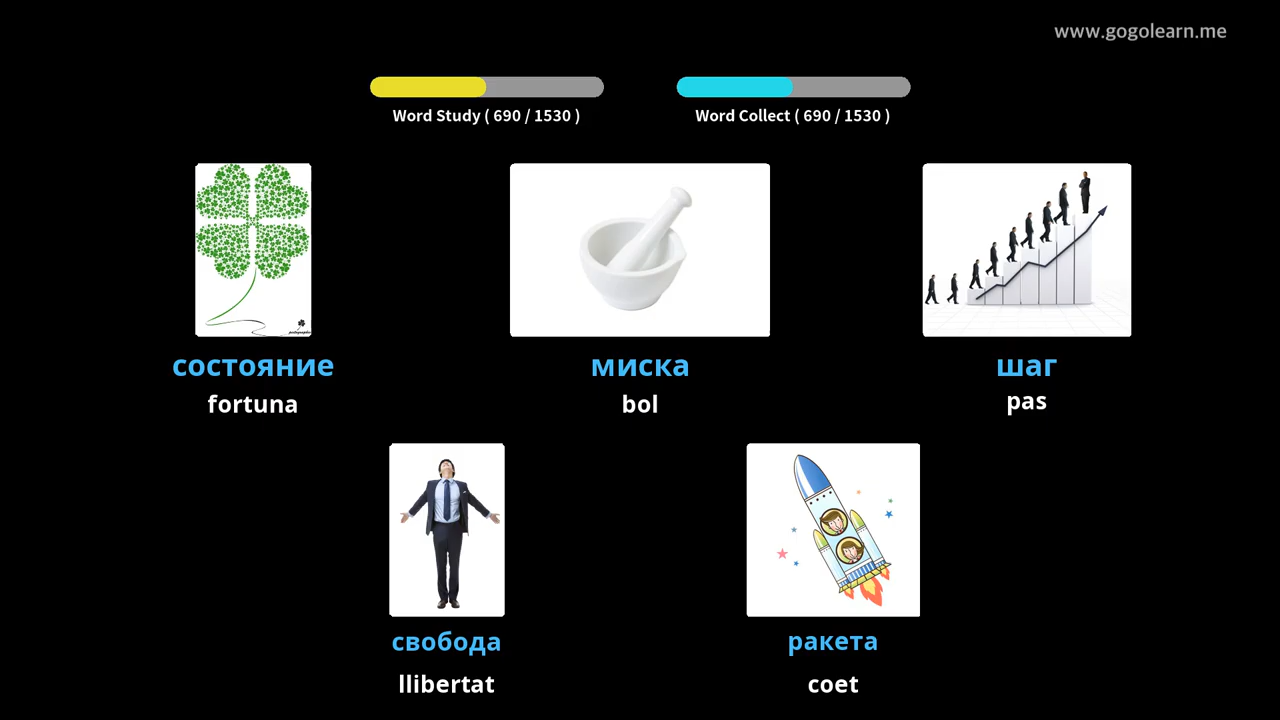 www.gogolearn.me
Word Study ( 690 / 1530 )
Word Collect ( 690 / 1530 )
состояние
fortuna
миска
bol
шаг
pas
свобода
llibertat
ракета
coet